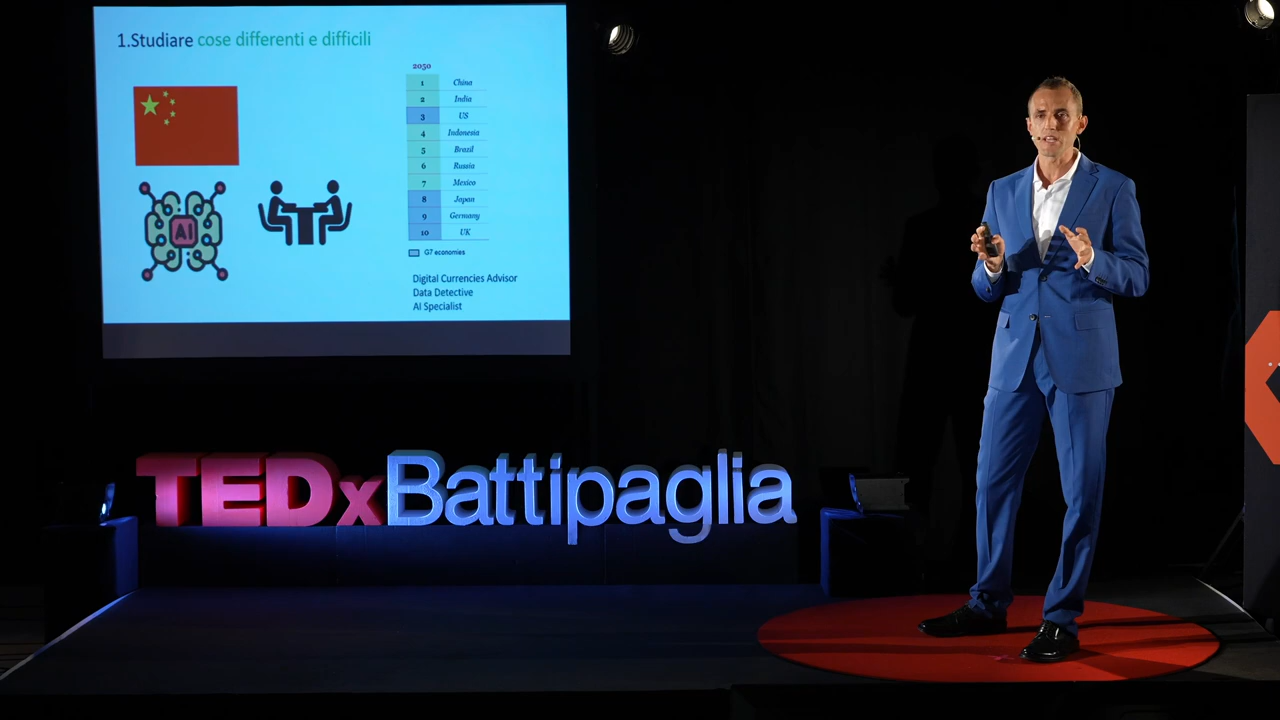 1.Studiare cose differenti e difficili
2050
1 China
2 India
3 US
4 Indonesia
5 Brazil
6 Russia
7 Mexico
8 Japan
9 Germany
10 UK
G7 economies
AI
Digital Currencies Advisor
Data Detective
AI Specialist
TEDxBattipaglia